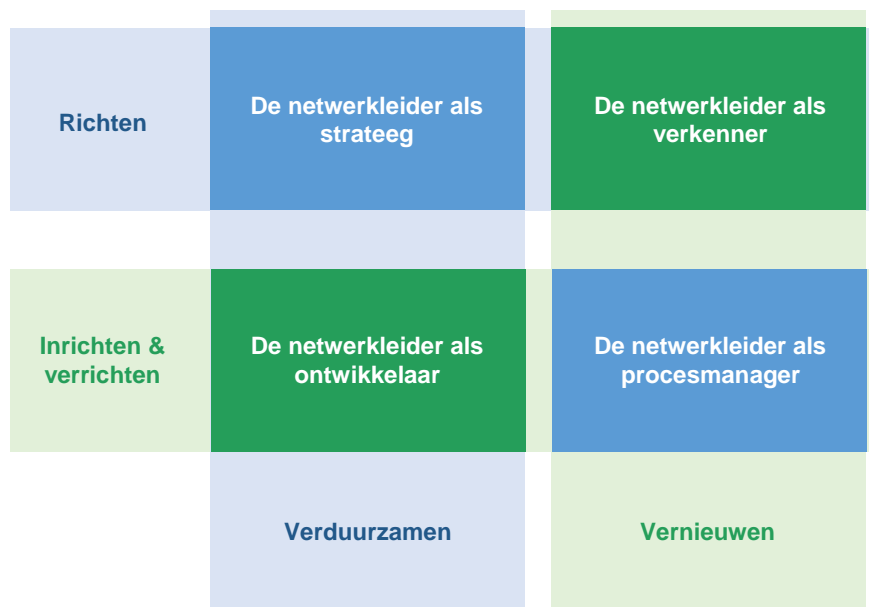 Richten
De netwerkleider als
strateeg
De netwerkleider als
verkenner
Inrichten &
verrichten
De netwerkleider als
ontwikkelaar
De netwerkleider als
procesmanager
Verduurzamen
Vernieuwen